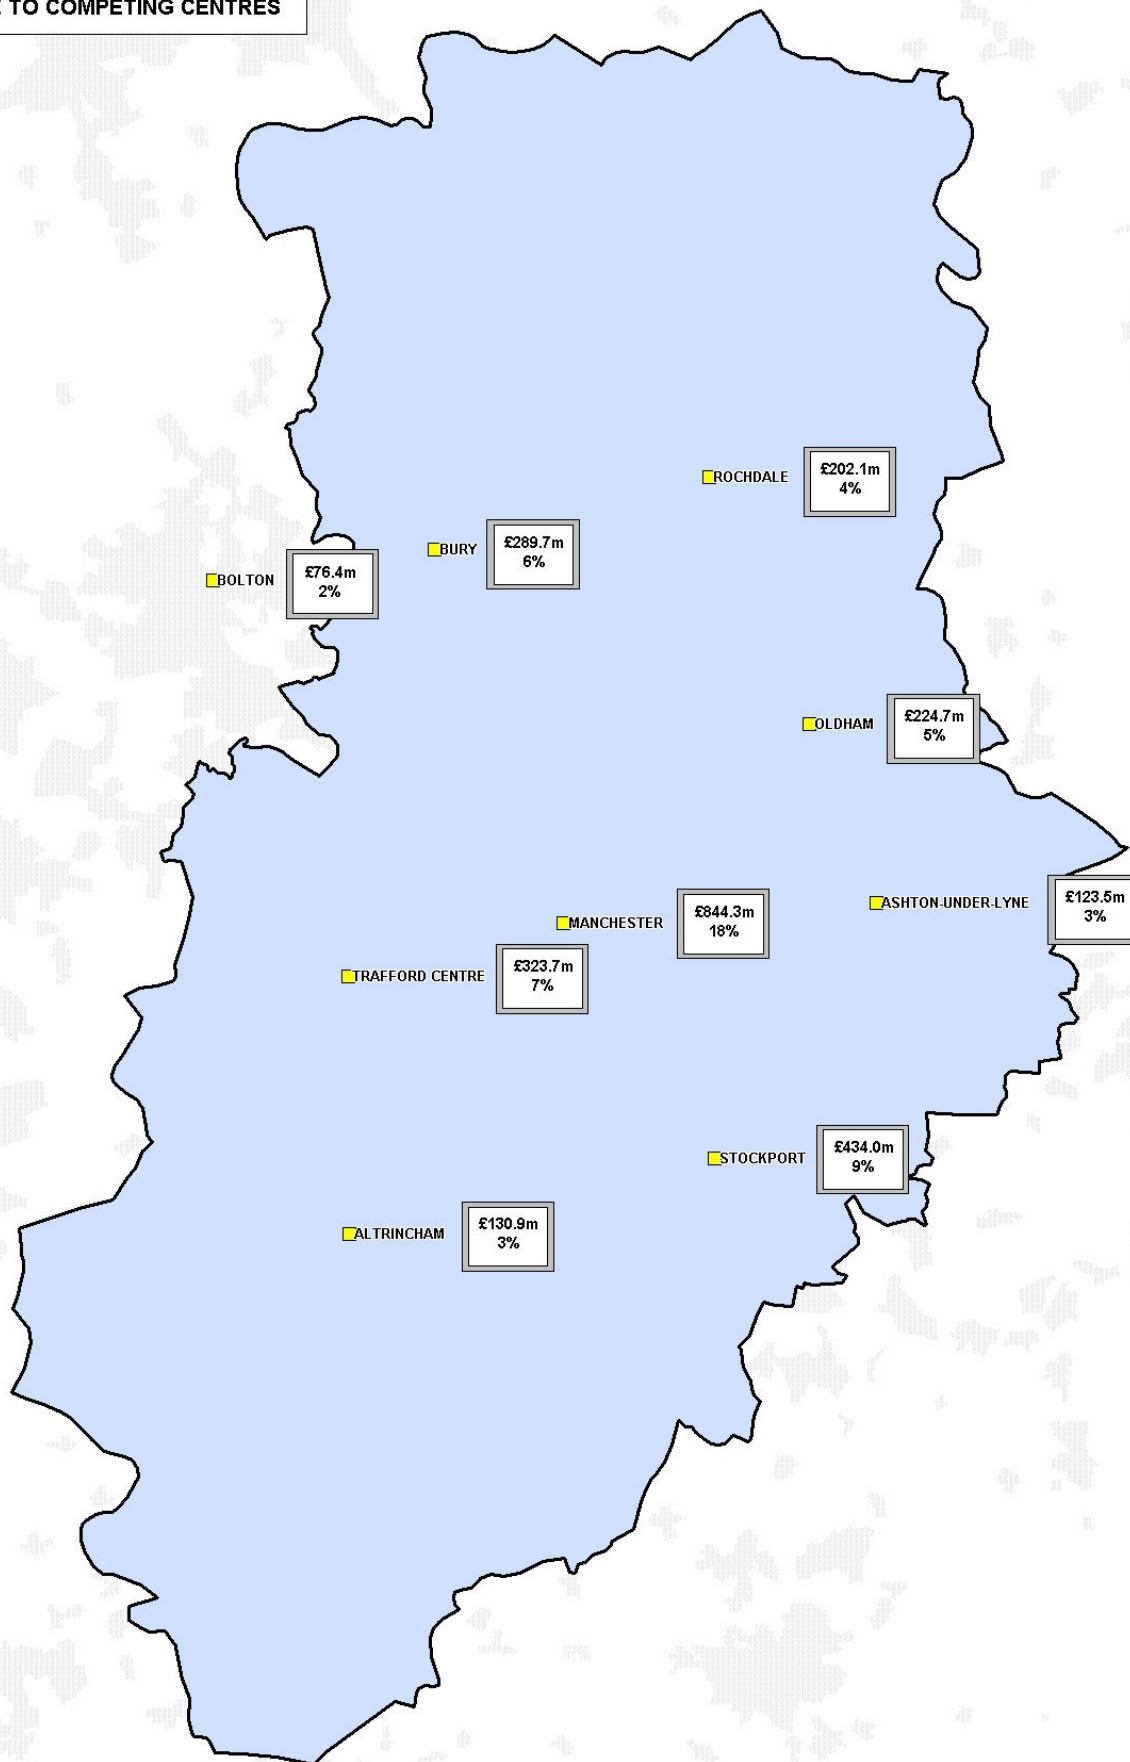 TO COMPETING CENTRES
ROCHDALE
£202.1m
4%
BURY
£289.7m
6%
BOLTON
£76.4m
2%
OLDHAM
£224.7m
5%
ASHTON-UNDER-LYNE
£123.5m
3%
MANCHESTER
£844.3m
18%
TRAFFORD CENTRE
£323.7m
7%
STOCKPORT
£434.0m
9%
ALTRINCHAM
£130.9m
3%